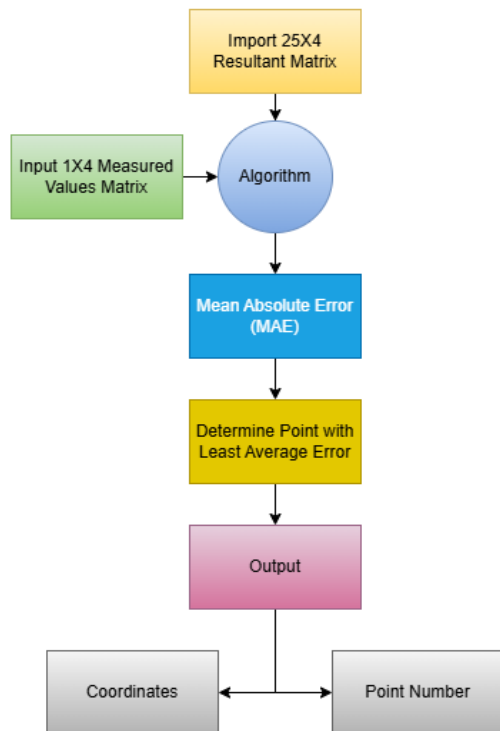 Import 25X4
Resultant Matrix
Input 1X4 Measured
Values Matrix
Algorithm
Mean Absolute Error
(MAE)
Determine Point with
Least Average Error
Output
Coordinates
Point Number